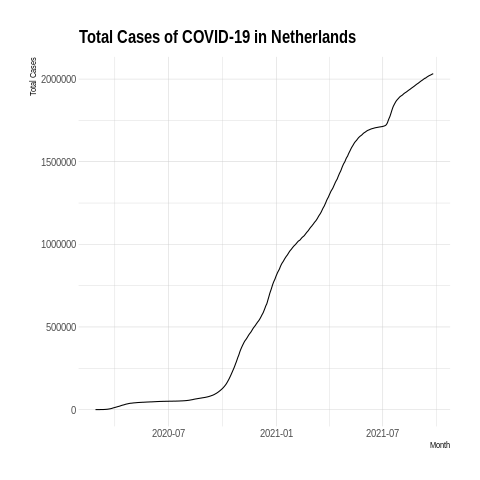 Total Cases of COVID-19 in Netherlands
Total Cases
2000000
1500000
1000000
500000
0
2020-07
2021-01
2021-07
Month